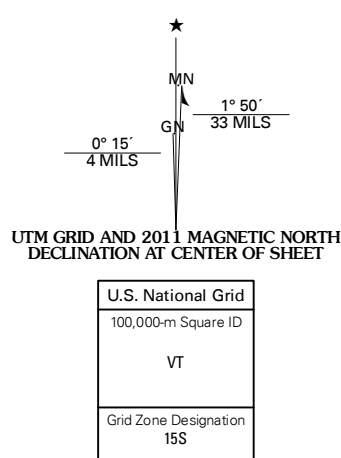 ★
MN
1° 50´
33 MILS
GN
0° 15´
4 MILS
UTM GRID AND 2011 MAGNETIC NORTH
DECLINATION AT CENTER OF SHEET
U.S. National Grid
100,000-m Square ID
VT
Grid Zone Designation
15S